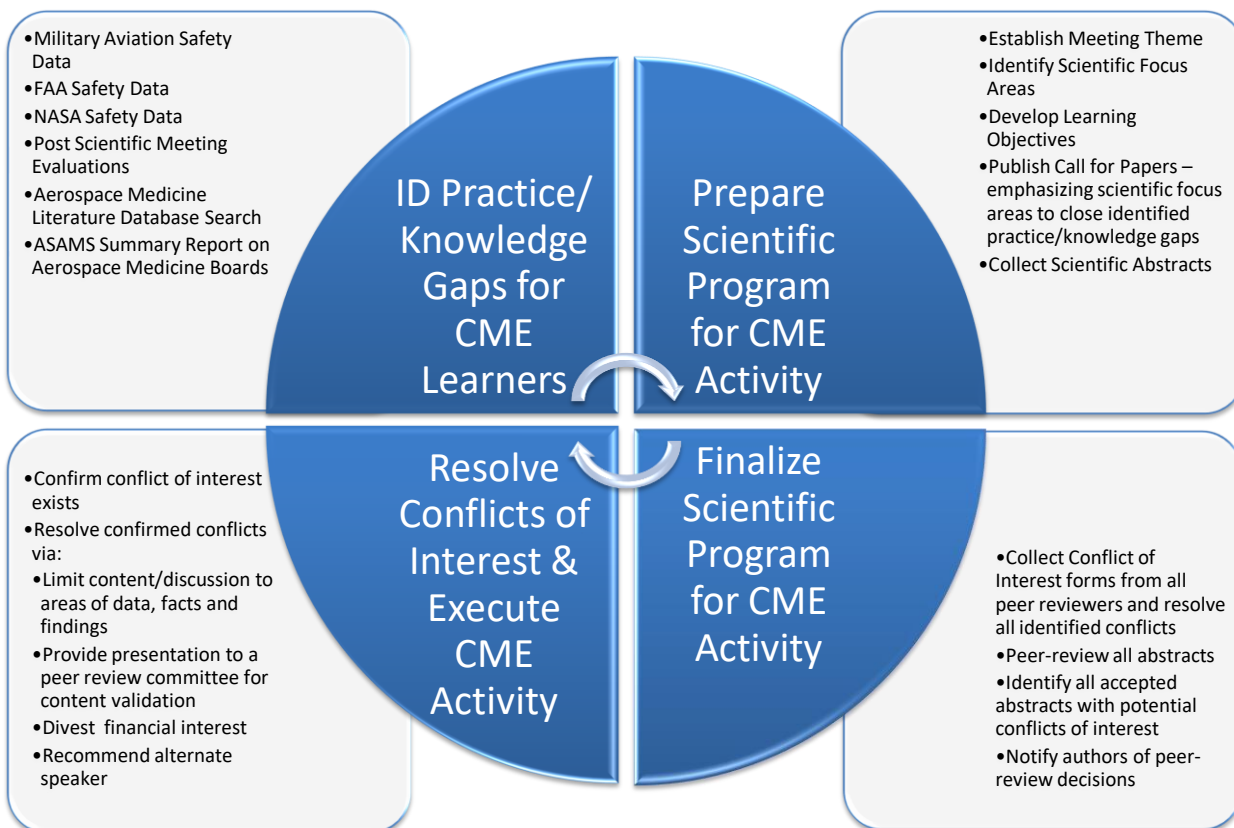 •Military Aviation Safety
Data
•FAA Safety Data
•NASA Safety Data
•Post Scientific Meeting
Evaluations
•Aerospace Medicine
Literature Database Search
•ASAMS Summary Report on
Aerospace Medicine Boards
ID Practice/
Knowledge
Gaps for
CME
Learners
Prepare
Scientific
Program
for CME
Activity
•Establish Meeting Theme
•Identify Scientific Focus
Areas
•Develop Learning
Objectives
•Publish Call for Papers –
emphasizing scientific focus
areas to close identified
practice/knowledge gaps
•Collect Scientific Abstracts
•Confirm conflict of interest
exists
•Resolve confirmed conflicts
via:
•Limit content/discussion to
areas of data, facts and
findings
•Provide presentation to a
peer review committee for
content validation
•Divest financial interest
•Recommend alternate
speaker
Resolve
Conflicts of
Interest &
Execute
CME
Activity
Finalize
Scientific
Program
for CME
Activity
•Collect Conflict of
Interest forms from all
peer reviewers and resolve
all identified conflicts
•Peer-review all abstracts
•Identify all accepted
abstracts with potential
conflicts of interest
•Notify authors of peer-
review decisions